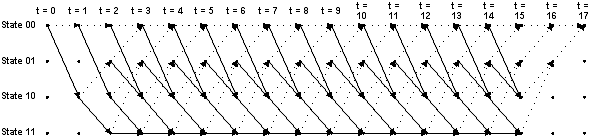 t = 0 t = 1 t = 2 t = 3 t = 4 t = 5 t = 6 t = 7 t = 8 t = 9 t = 10 t = 11 t = 12 t = 13 t = 14 t = 15 t = 16 t = 17
State 00
State 01
State 10
State 11